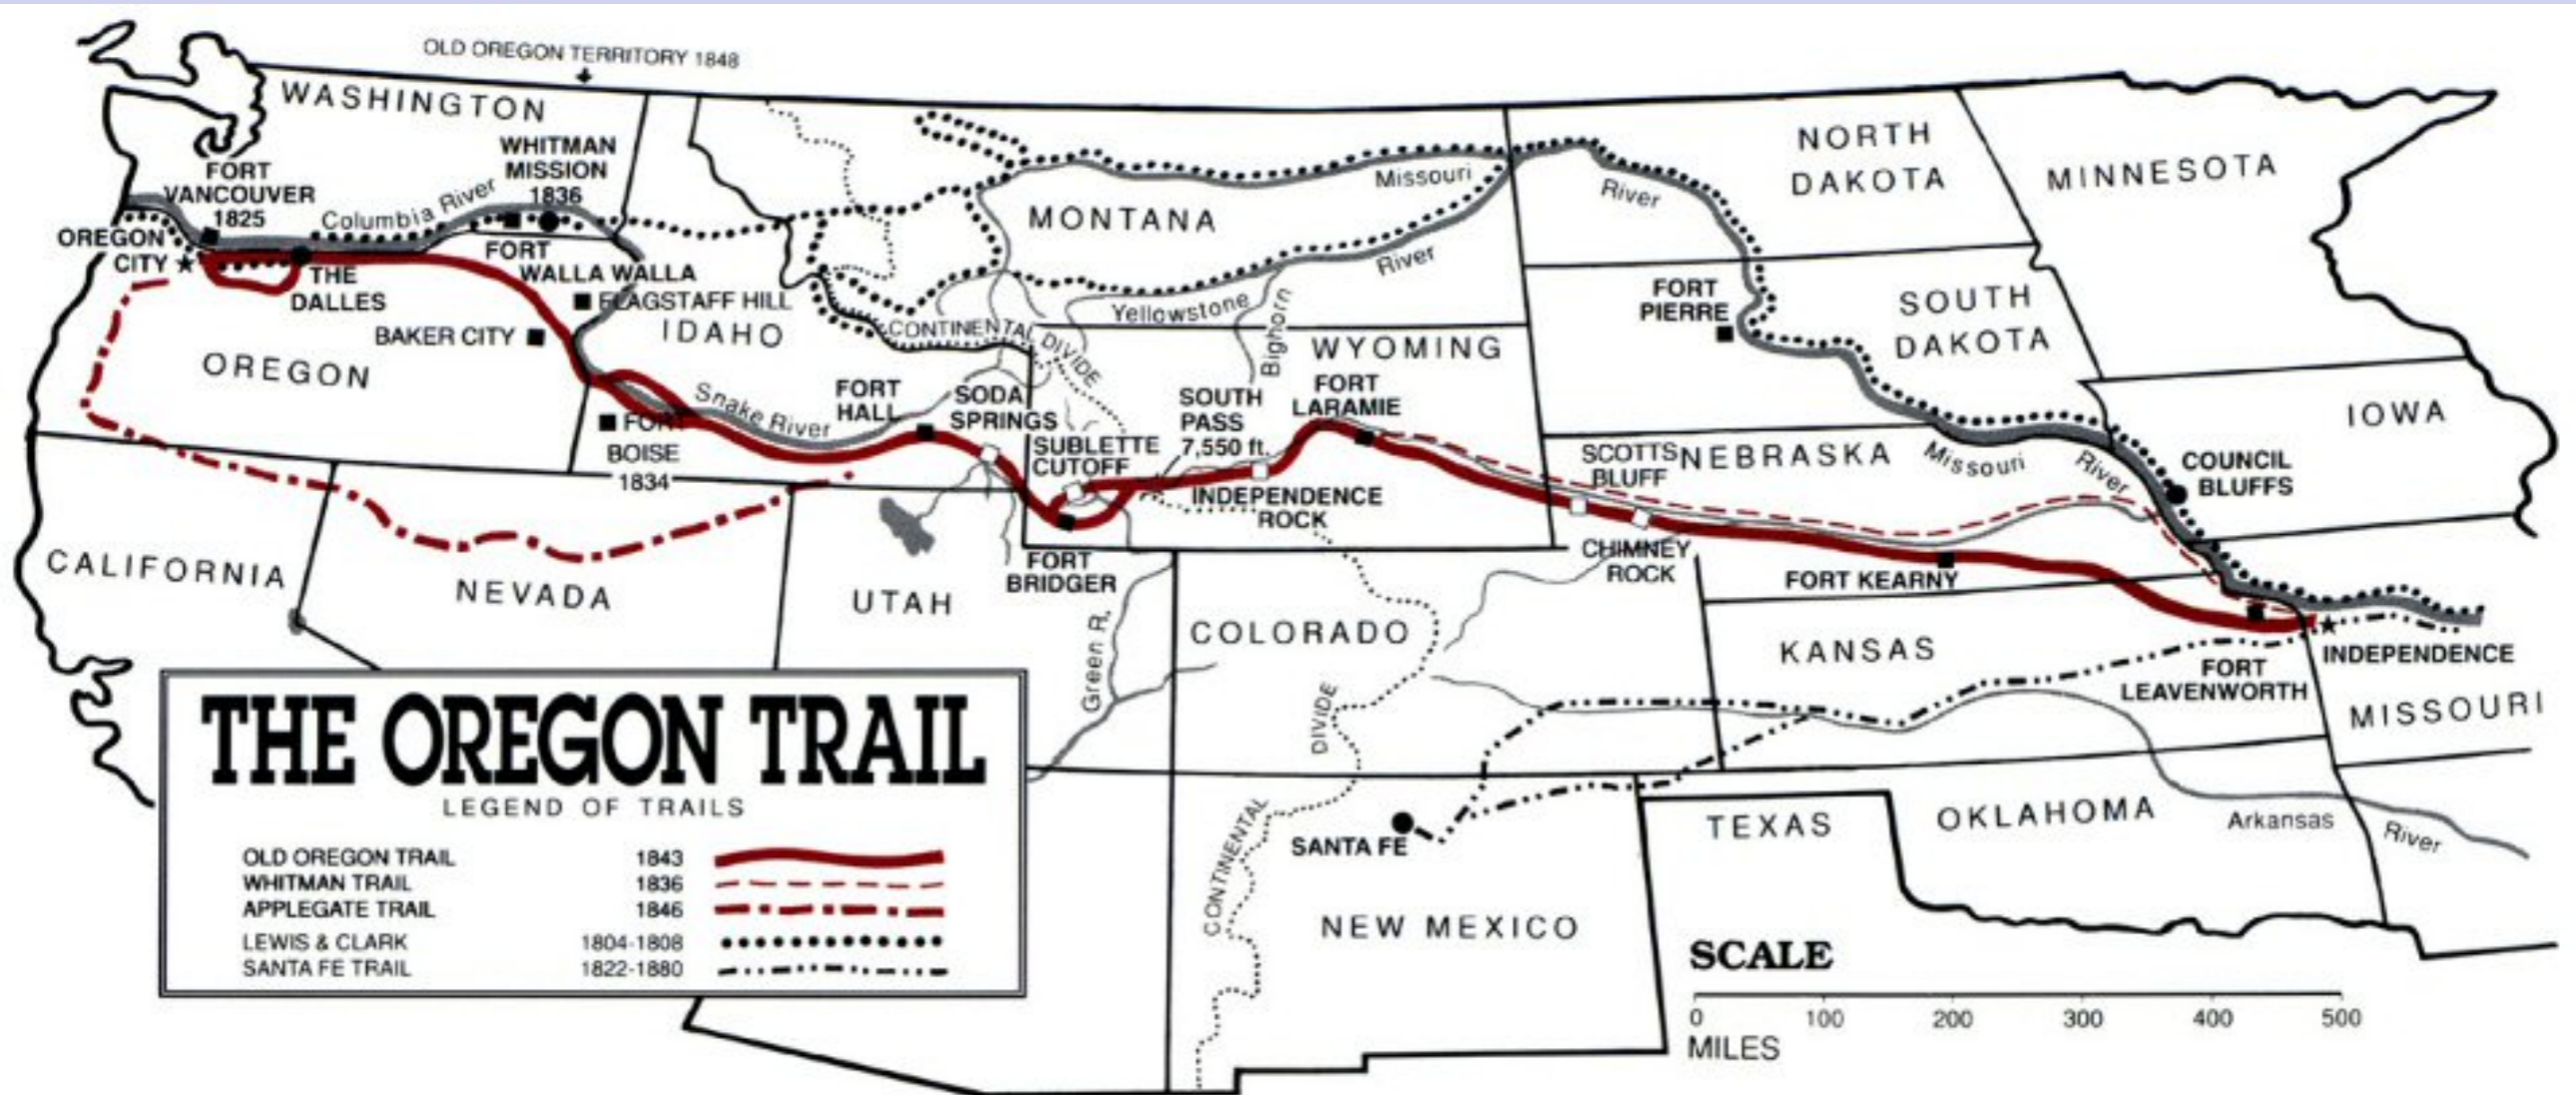 OLD OREGON TERRITORY 1848
WASHINGTON
WHITMAN
MISSION
1836
FORT
VANCOUVER
1825
Columbia River
OREGON
CITY
THE
DALLES
FORT
WALLA WALLA
FLAGSTAFF HILL
BAKER CITY
IDAHO
OREGON
FORT
BOISE
1834
Snake River
FORT
HALL
SODA
SPRINGS
MONTANA
Missouri
River
Yellowstone
River
Bighorn
CONTINENTAL
DIVIDE
WYOMING
SOUTH
PASS
7,550 ft.
FORT
LARAMIE
SUBLETTE
CUTOFF
INDEPENDENCE
ROCK
FORT
BRIDGER
NORTH
DAKOTA
MINNESOTA
FORT
PIERRE
SOUTH
DAKOTA
IOWA
SCOTTS
BLUFF
NEBRASKA
Missouri
River
COUNCIL
BLUFFS
CHIMNEY
ROCK
FORT KEARNY
CALIFORNIA
NEVADA
UTAH
Green R.
COLORADO
DIVIDE
CONTINENTAL
KANSAS
FORT
LEAVENWORTH
INDEPENDENCE
MISSOURI
SANTA FE
NEW MEXICO
TEXAS
OKLAHOMA
Arkansas
River
THE OREGON TRAIL
LEGEND OF TRAILS
OLD OREGON TRAIL 1843
WHITMAN TRAIL 1836
APPLEGATE TRAIL 1846
LEWIS & CLARK 1804-1808
SANTA FE TRAIL 1822-1880
SCALE
0 100 200 300 400 500
MILES